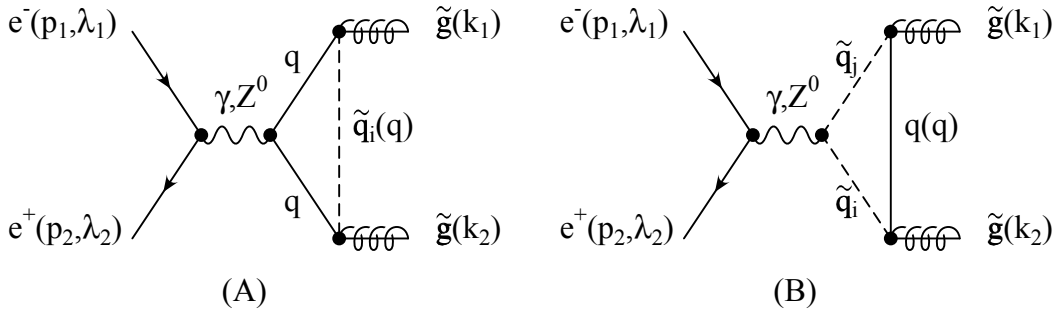 e⁻(p₁,λ₁)
g̃(k₁)
q
γ,Z⁰
q̃ᵢ(q)
q
e⁺(p₂,λ₂)
g̃(k₂)
(A)
e⁻(p₁,λ₁)
g̃(k₁)
q̃ⱼ
γ,Z⁰
q(q)
q̃ᵢ
e⁺(p₂,λ₂)
g̃(k₂)
(B)